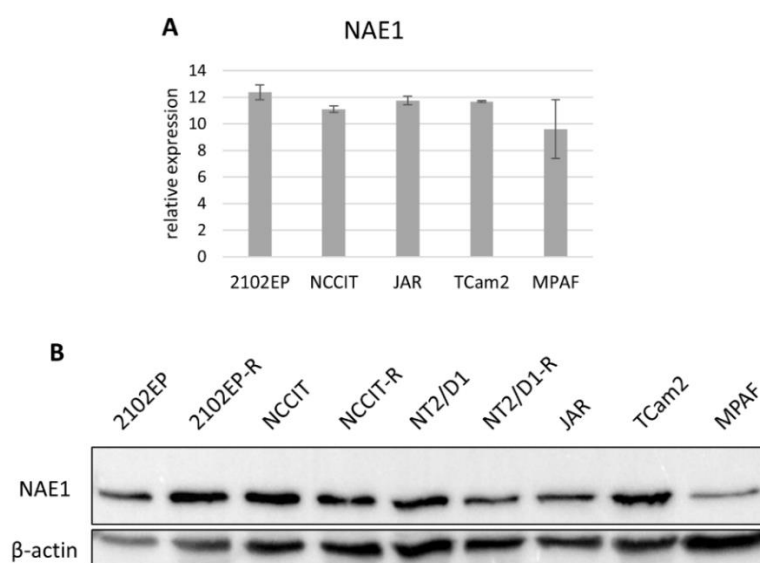 A
NAE1
relative expression
14
12
10
8
6
4
2
0
2102EP NCCIT JAR TCam2 MPAF
B
2102EP 2102EP-R NCCIT NCCIT-R NT2/D1 NT2/D1-R JAR TCam2 MPAF
NAE1
β-actin